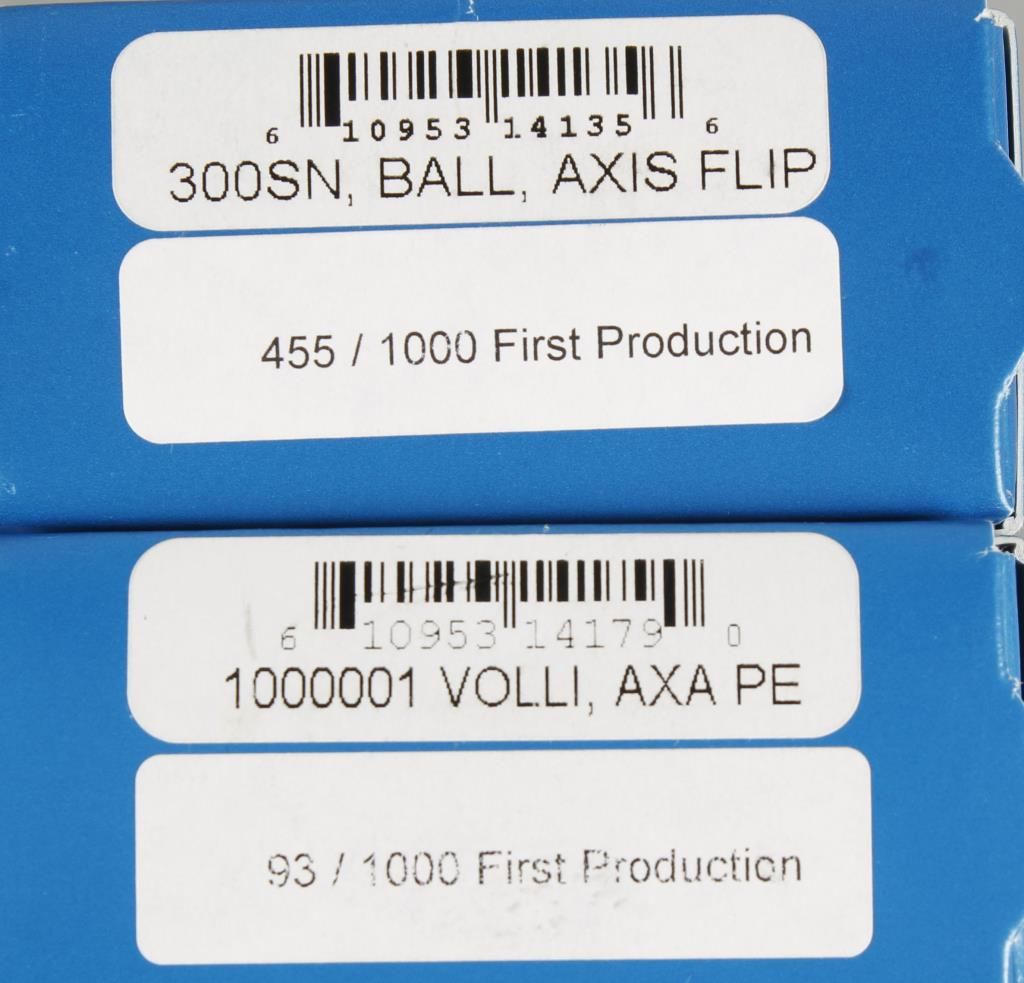 6 10953 14135 6
300SN, BALL, AXIS FLIP
455 / 1000 First Production
6 10953 14179 0
1000001 VOLLI, AXA PE
93 / 1000 First Production